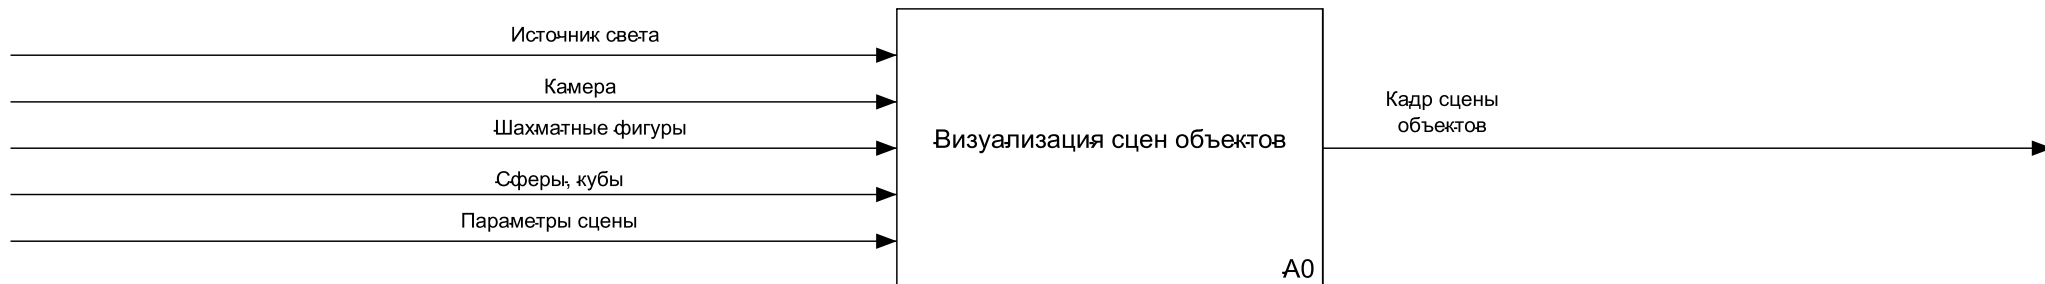 Источник света
Камера
Шахматные фигуры
Сферы, кубы
Параметры сцены
Визуализация сцен объектов
A0
Кадр сцены
объектов